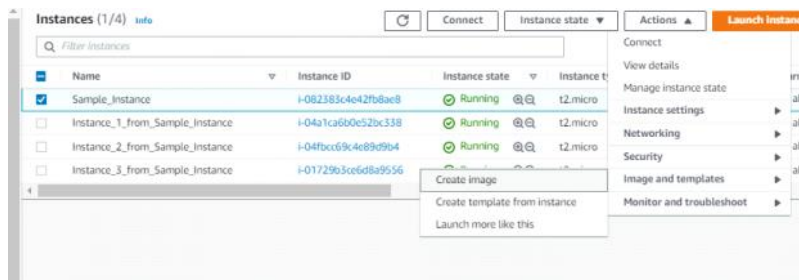 Instances (1/4) Info Connect Instance state ▼ Actions ▲ Launch instanc
Filter instances
Connect
View details
Manage instance state
Instance settings
Networking
Security
Image and templates
Monitor and troubleshoot
Name Instance ID Instance state Instance t
Sample_Instance i-082383c4e42fb8ae8 Running t2.micro
Instance_1_from_Sample_Instance i-04a1ca6b0e52bc338 Running t2.micro
Instance_2_from_Sample_Instance i-04fbcc69c4e89d9b4 Running t2.micro
Instance_3_from_Sample_Instance i-01729b3ce6d8a9556
Create image
Create template from instance
Launch more like this